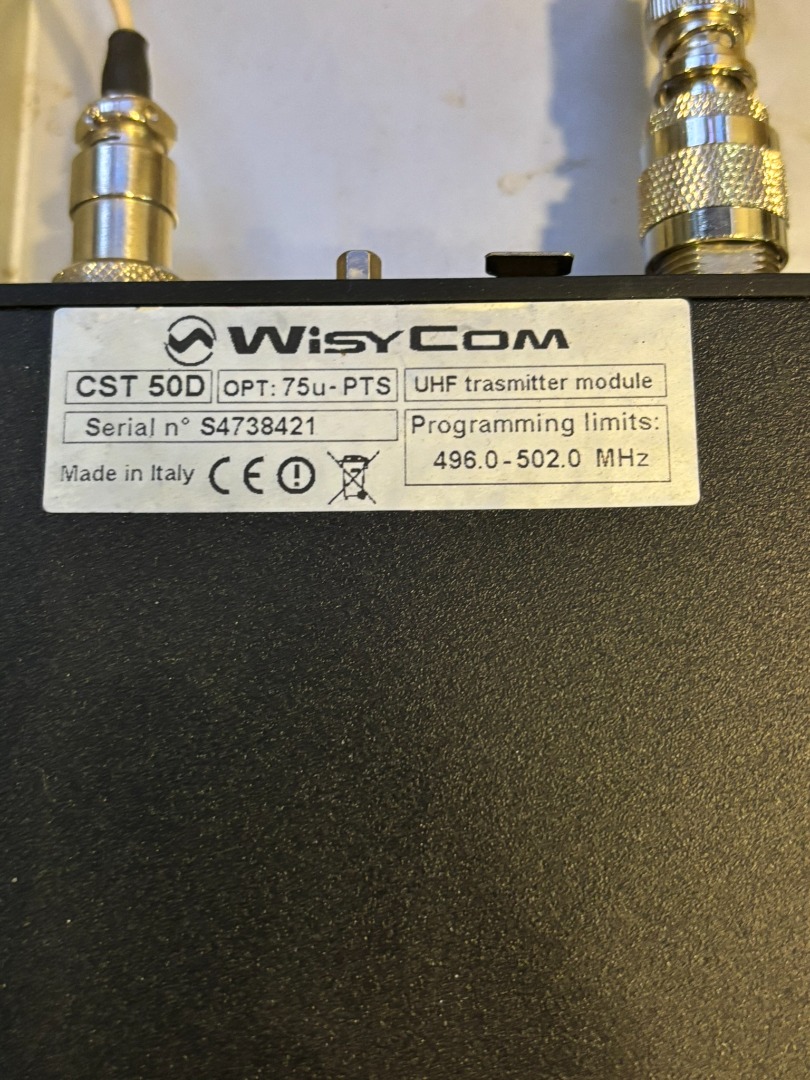 WISYCOM
CST 50D OPT: 75u-PTS UHF trasmitter module
Serial n° S4738421
Programming limits:
496.0-502.0 MHz
Made in Italy CE